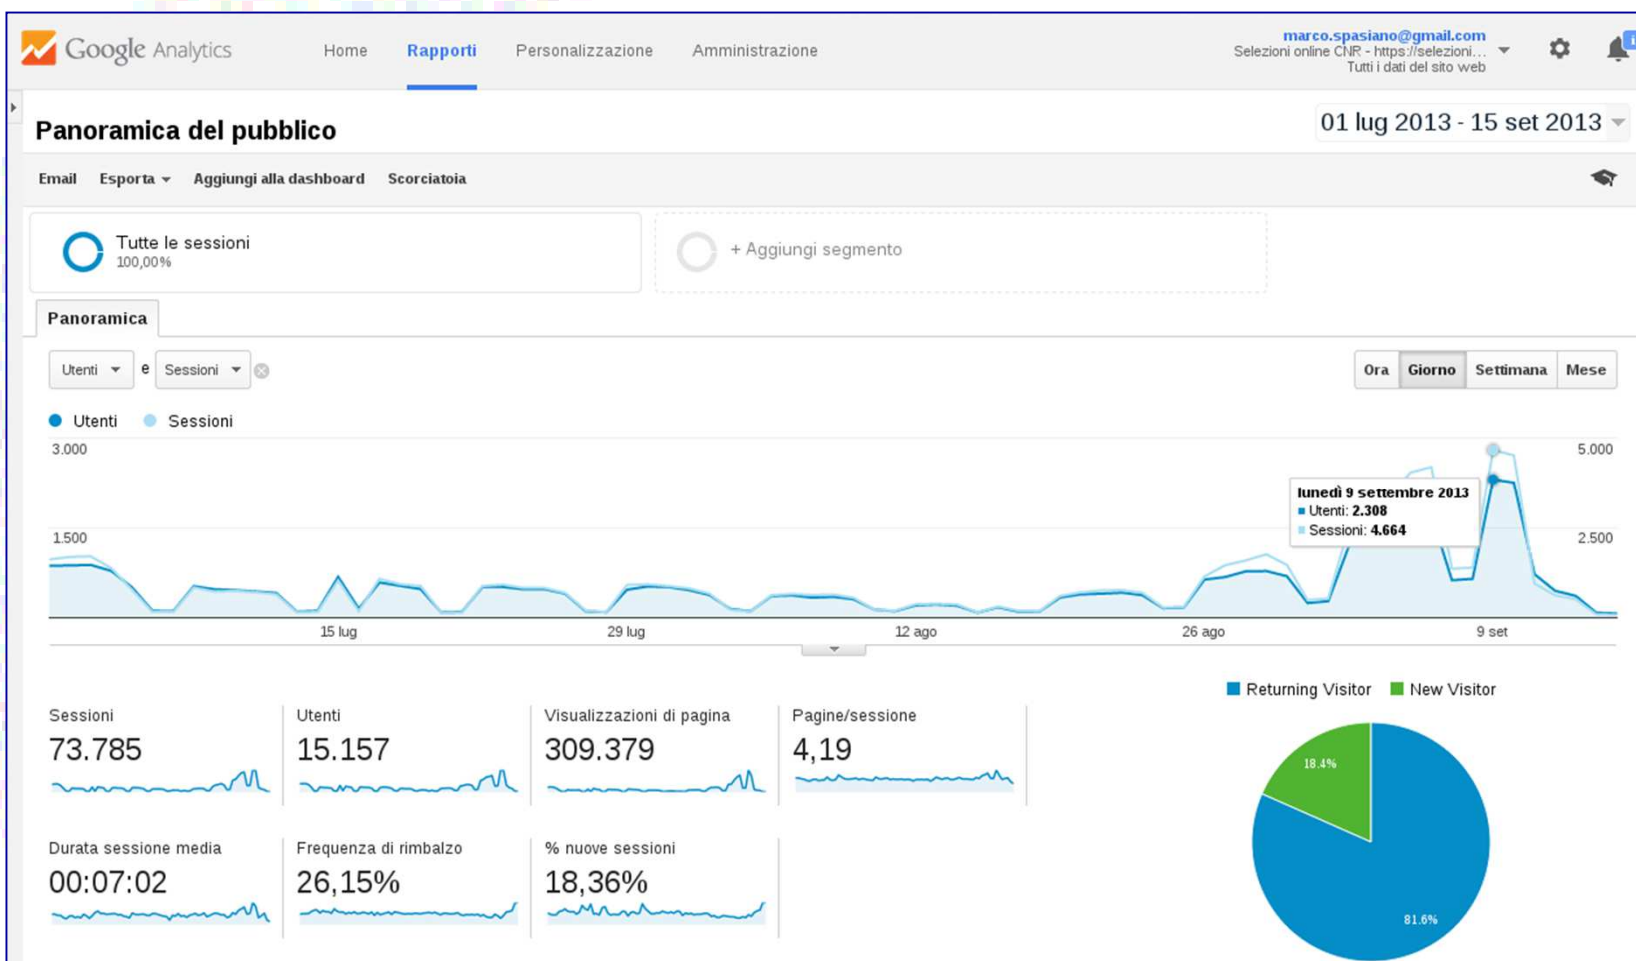 Google Analytics
Home Rapporti Personalizzazione Amministrazione
marco.spasiano@gmail.com
Selezioni online CNR - https://selezioni...
Tutti i dati del sito web
Panoramica del pubblico
01 lug 2013 - 15 set 2013
Email Esporta Aggiungi alla dashboard Scorciatoia
Tutte le sessioni
100,00%
+ Aggiungi segmento
Panoramica
Utenti e Sessioni
Ora Giorno Settimana Mese
Utenti Sessioni
3.000 5.000
lunedì 9 settembre 2013
Utenti: 2.308
Sessioni: 4.664
1.500 2.500
15 lug 29 lug 12 ago 26 ago 9 set
Returning Visitor New Visitor
Sessioni Utenti Visualizzazioni di pagina Pagine/sessione
73.785 15.157 309.379 4,19
18.4%
Durata sessione media Frequenza di rimbalzo % nuove sessioni
00:07:02 26,15% 18,36%
81.6%